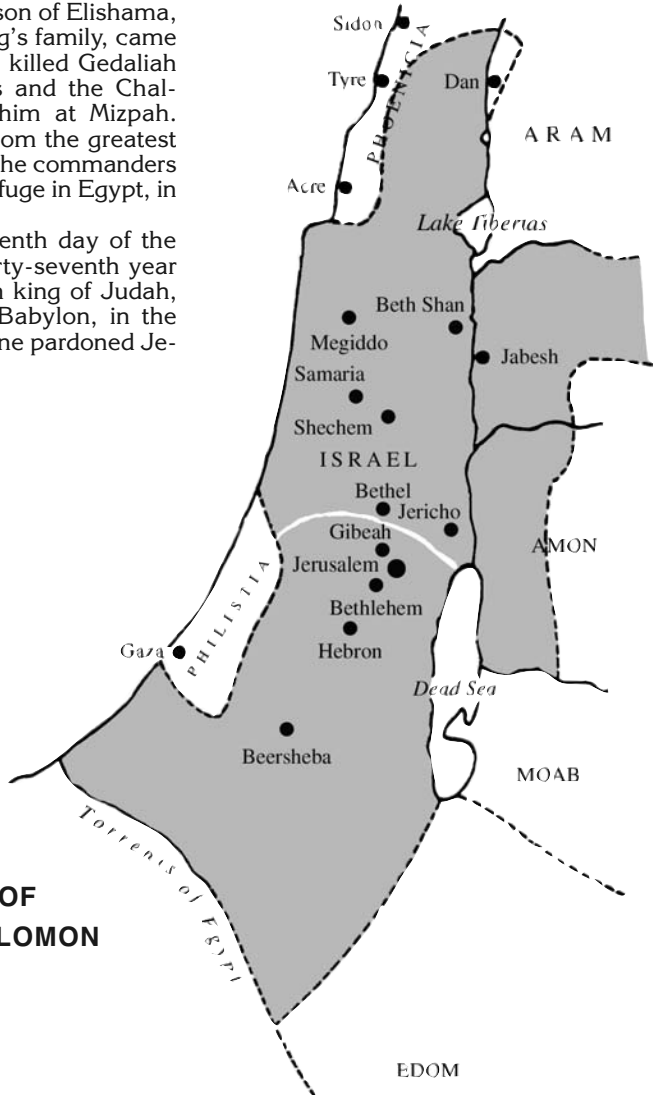 son of Elishama,
g's family, came
killed Gedaliah
s and the Chal-
him at Mizpah.
om the greatest
he commanders
fuge in Egypt, in
enth day of the
rty-seventh year
n king of Judah,
Babylon, in the
ne pardoned Je-
Sidon
PHOENICIA
Tyre
Dan
ARAM
Acre
Lake Tiberias
Beth Shan
Megiddo
Jabesh
Samaria
Shechem
ISRAEL
Bethel
Jericho
Gibeah
AMON
Jerusalem
PHILISTIA
Bethlehem
Gaza
Hebron
Dead Sea
Beersheba
MOAB
Torrents of Egypt
OF
LOMON
EDOM